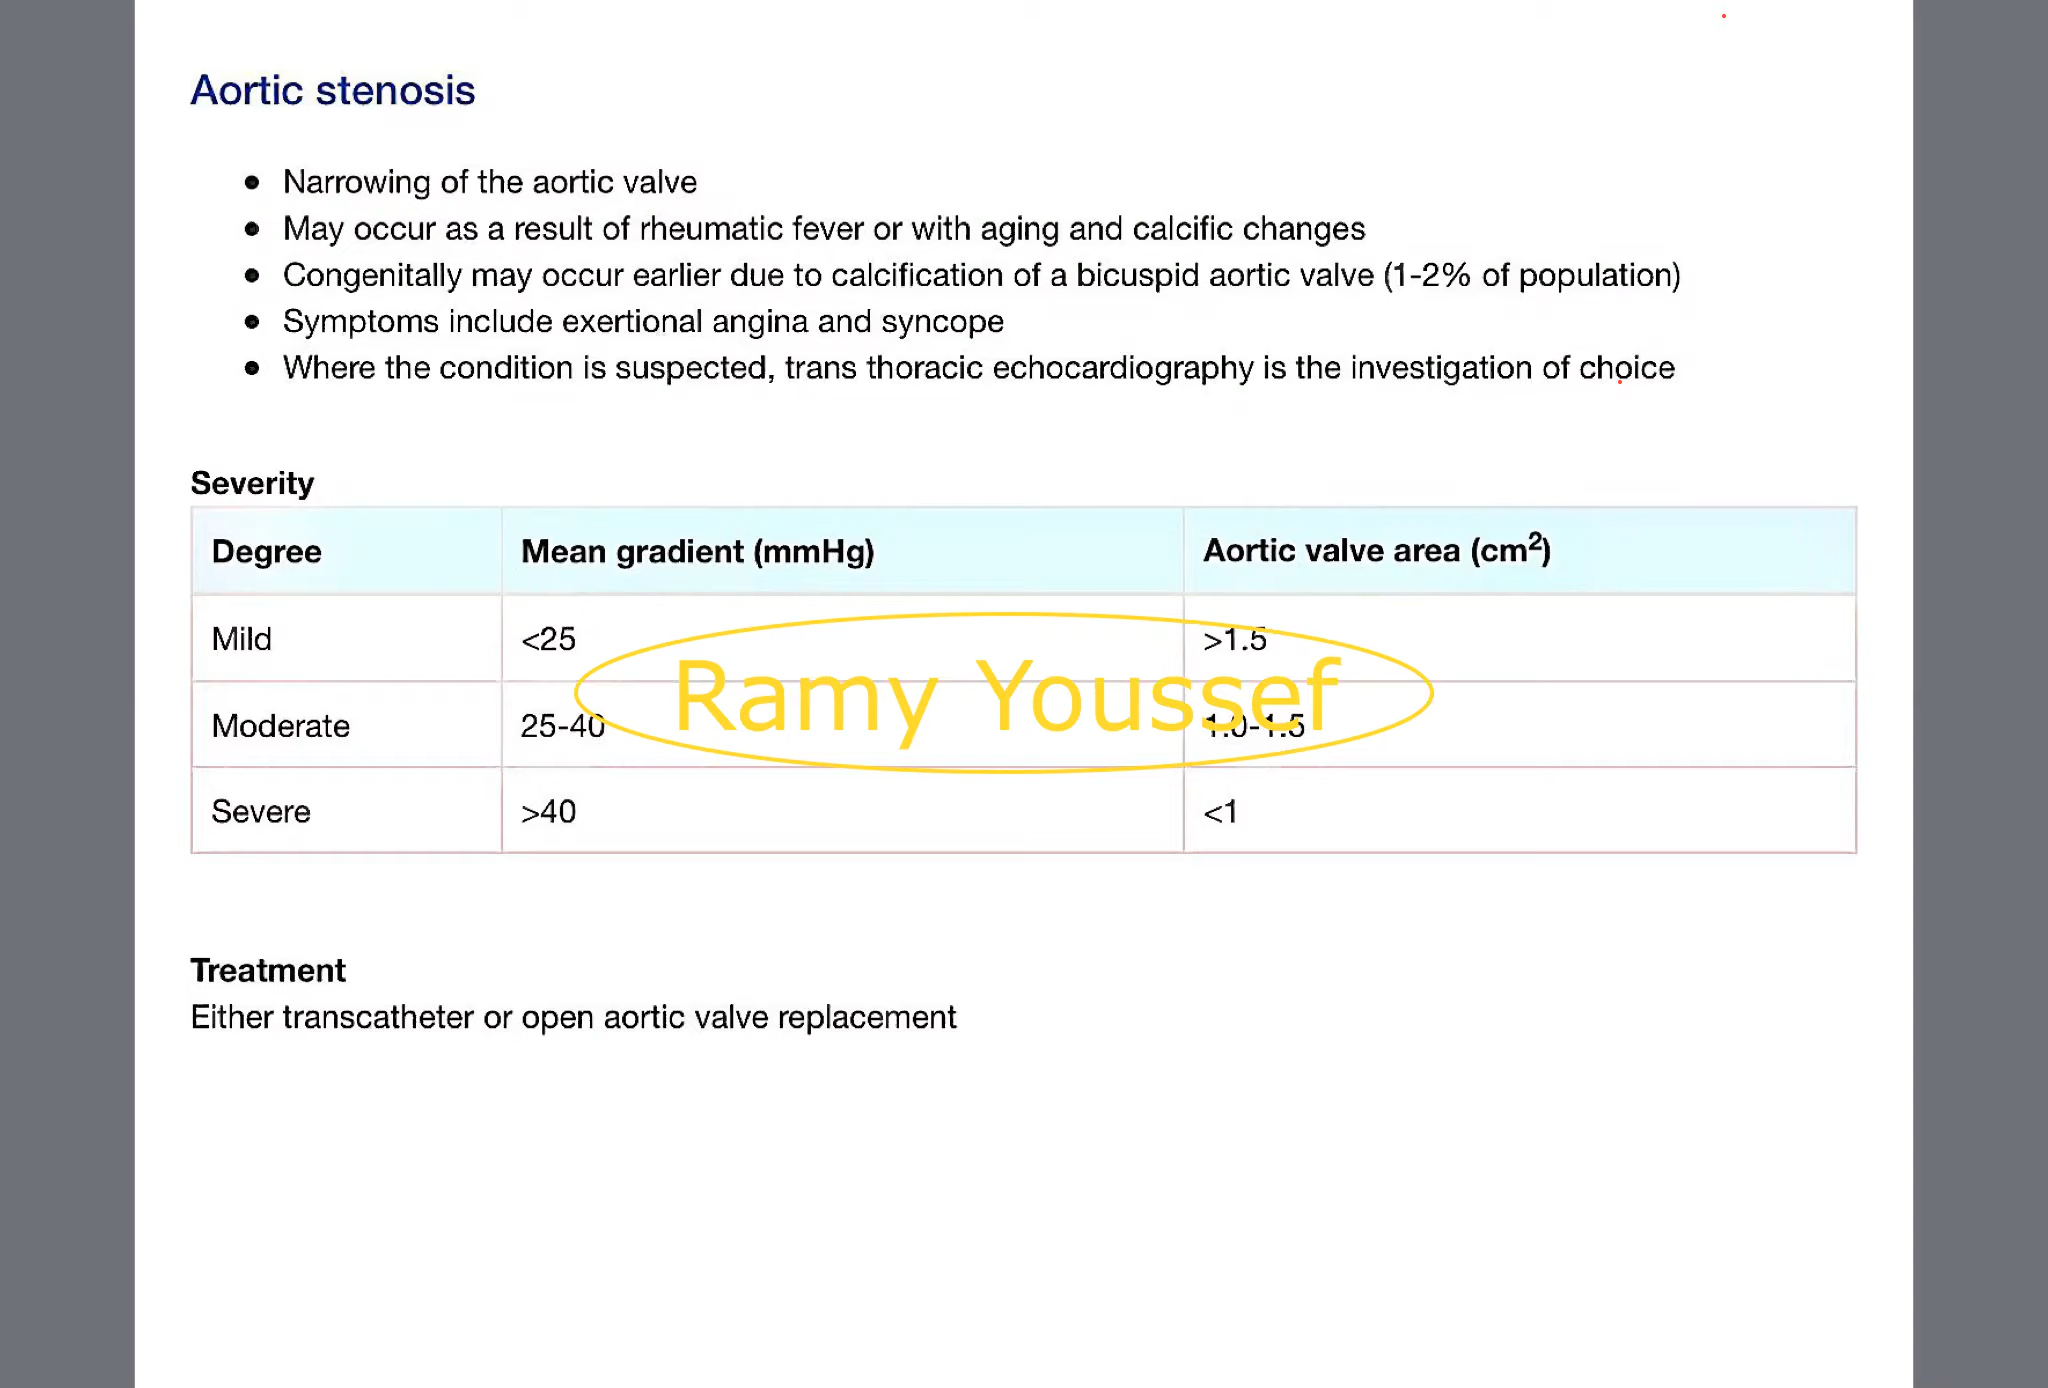 Aortic stenosis
Narrowing of the aortic valve
May occur as a result of rheumatic fever or with aging and calcific changes
Congenitally may occur earlier due to calcification of a bicuspid aortic valve (1-2% of population)
Symptoms include exertional angina and syncope
Where the condition is suspected, trans thoracic echocardiography is the investigation of choice
Severity
Degree Mean gradient (mmHg) Aortic valve area (cm²)
Mild <25 >1.5
Ramy Youssef
Moderate 25-40 1.0-1.5
Severe >40 <1
Treatment
Either transcatheter or open aortic valve replacement